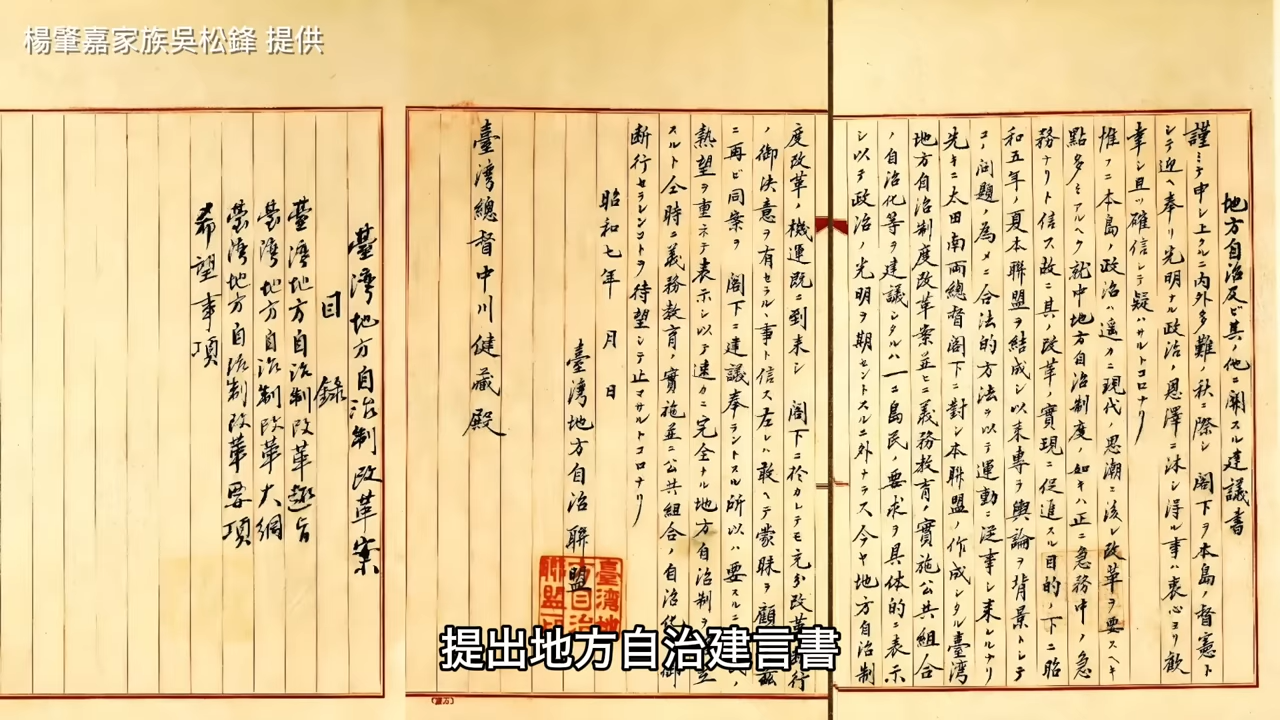 楊肇嘉家族吳松鋒 提供
地方自治及ビ其ノ他ニ關スル建議書
謹ミテ申シ上クルニ內外多難ノ秋ニ際シ 閣下ヲ本島ノ督憲ト
シテ迎ヘ奉リ光明ナル政治ノ恩澤ニ沐シ得ル事ハ衷心ヨリ歓
幸シ且ツ確信シテ疑ハサルトコロナリ
惟フニ本島ノ政治ハ遥カニ現代ノ思潮ニ後レ改革ヲ要スヘキ
點多ミアルヘク就中地方自治制度ノ如キハ正ニ急務中ノ急
務ナリト信ス故ニ其ノ改革ノ實現ニ促進スル目的ノ下ニ昭
和五年ノ夏本聯盟ヲ結成シ以来専ラ輿論ヲ背景トシテ
コノ問題ノ為メニ合法的方法ヲ以テ運動ニ從事シ来レルナリ
先キニ太田南両總督閣下ニ對シ本聯盟ノ作成シタル臺湾
地方自治制度改革案並ヒニ義務教育ノ實施公共組合
ノ自治化等ヲ建議シタルハ一ニ島民ノ要求ヲ具体的ニ表示
シ以テ政治ノ光明ヲ期セントスルニ外ナラス今ヤ地方自治制
度改革ノ機運既ニ到来シ 閣下ニ於カレテモ充分改革
ノ御決意ヲ有セラルヽ事ト信ス左レハ敢ヘテ蒙昧ヲ顧
ニ再ビ同案ヲ 閣下ニ建議奉ラントスル所以ハ要スルニ
熱望ヲ重ネテ表示シ以テ速カニ完全ナル地方自治制ヲ
スルト仝時ニ義務教育ノ實施並ニ公共組合ノ自治化
断行セラレンコトヲ待望シテ止マサルトコロナリ
昭和七年 月 日
臺湾地方自治聯盟
臺灣總督中川健藏殿
臺灣地方自治制改革案
目錄
臺灣地方自治制改革趣旨
臺湾地方自治制改革大綱
臺湾地方自治制改革要項
希望事項
提出地方自治建言書